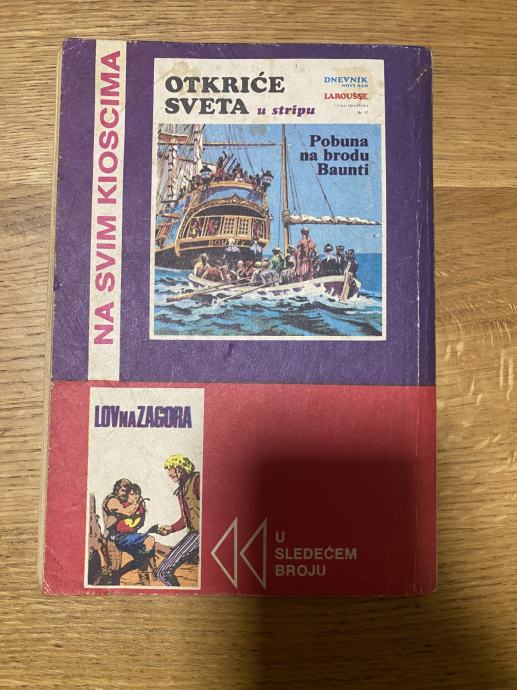 NA SVIM KIOSCIMA
OTKRIĆE
SVETA u stripu
DNEVNIK
NOVI SAD
LAROUSSE
Pobuna
na brodu
Baunti
BOUNTY
LOV NA ZAGORA
U
SLEDEĆEM
BROJU